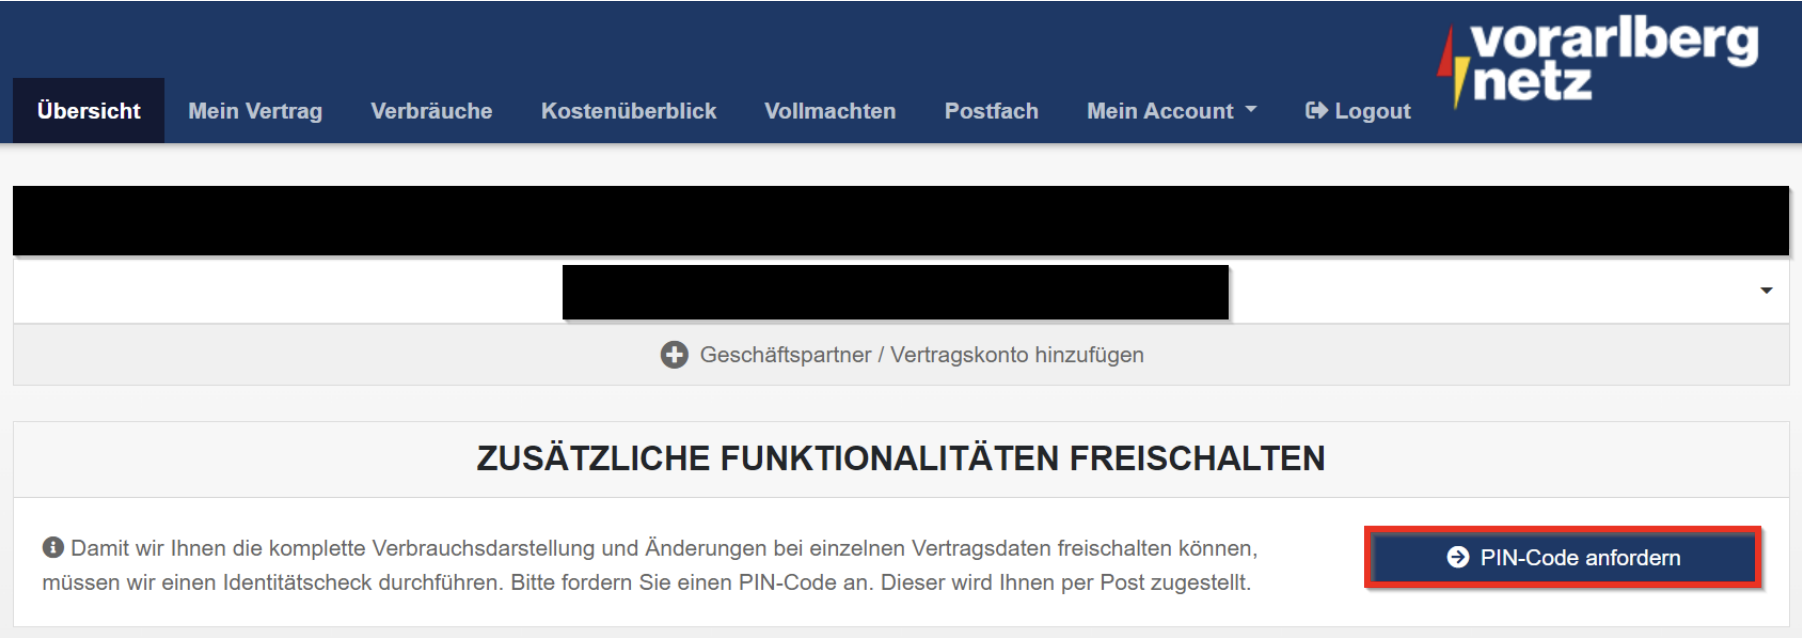 vorarlberg
netz
Übersicht Mein Vertrag Verbräuche Kostenüberblick Vollmachten Postfach Mein Account Logout
Geschäftspartner / Vertragskonto hinzufügen
ZUSÄTZLICHE FUNKTIONALITÄTEN FREISCHALTEN
Damit wir Ihnen die komplette Verbrauchsdarstellung und Änderungen bei einzelnen Vertragsdaten freischalten können,
müssen wir einen Identitätscheck durchführen. Bitte fordern Sie einen PIN-Code an. Dieser wird Ihnen per Post zugestellt.
PIN-Code anfordern